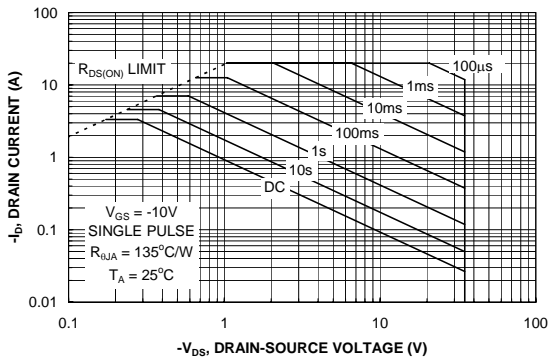 100
10
1
0.1
0.01
-I_D, DRAIN CURRENT (A)
R_DS(ON) LIMIT
100μs
1ms
10ms
100ms
1s
10s
DC
V_GS = -10V
SINGLE PULSE
R_θJA = 135°C/W
T_A = 25°C
0.1
1
10
100
-V_DS, DRAIN-SOURCE VOLTAGE (V)